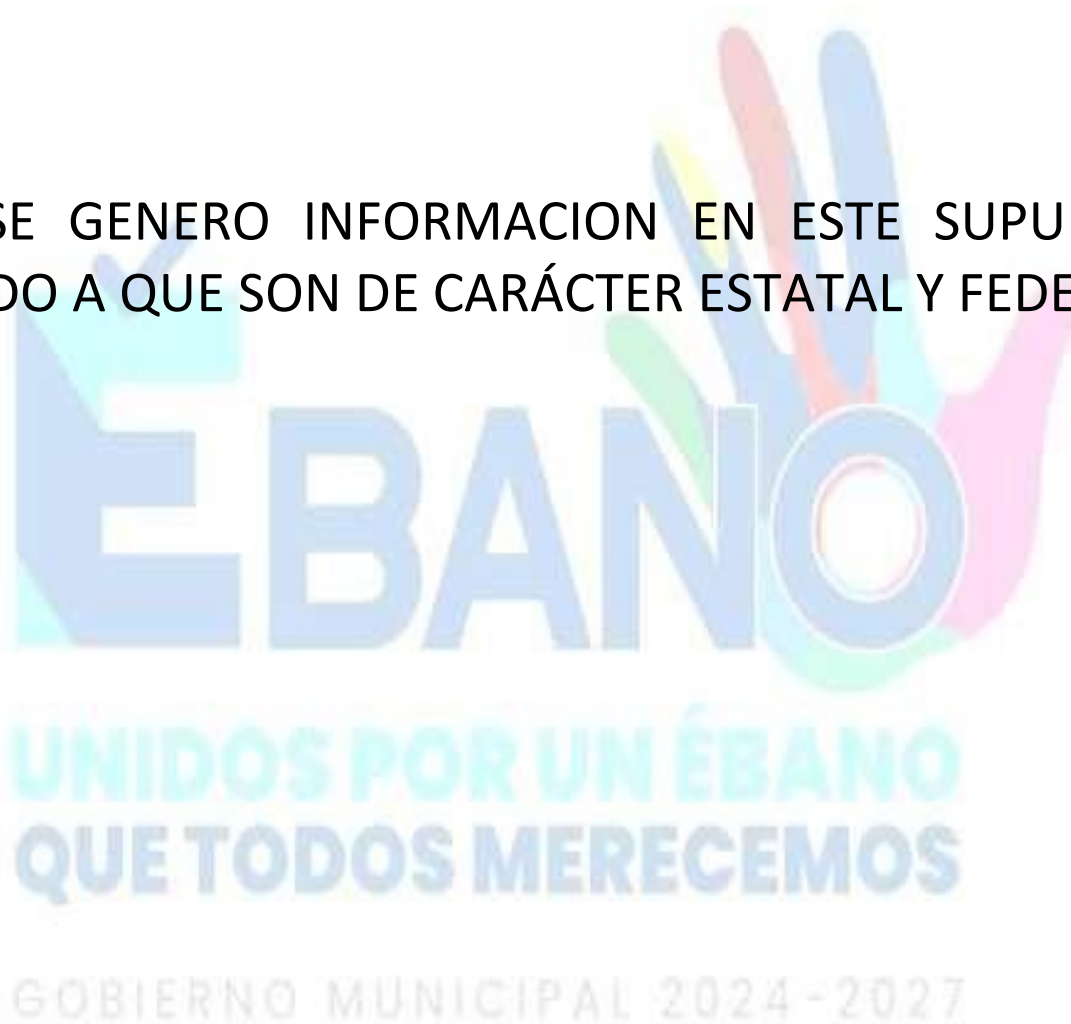 SE GENERO INFORMACION EN ESTE SUPU
DO A QUE SON DE CARÁCTER ESTATAL Y FEDE
ÉBANO
UNIDOS POR UN ÉBANO
QUE TODOS MERECEMOS
GOBIERNO MUNICIPAL 2024-2027